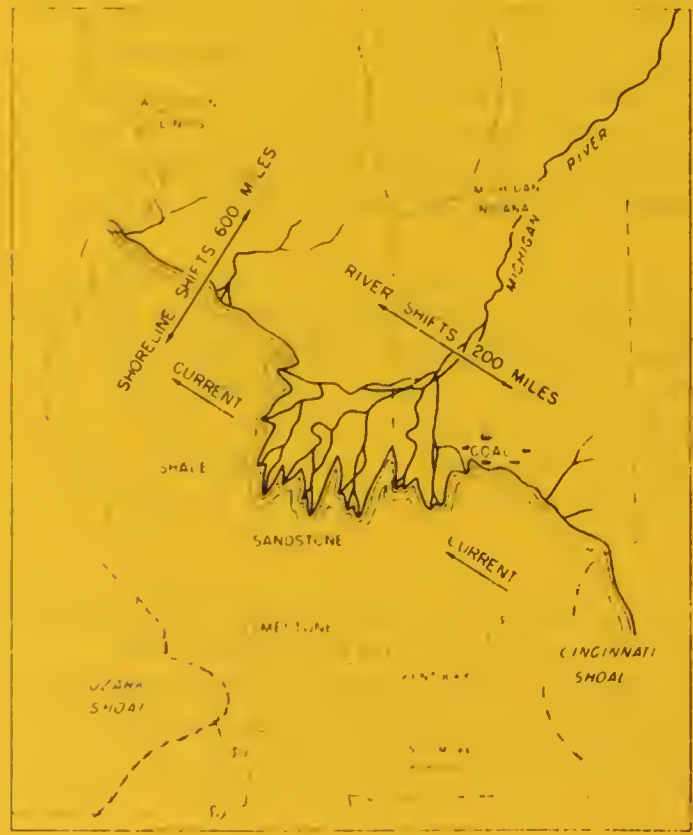 MICHIGAN
RIVER
MICHIGAN
SHORELINE SHIFTS 600 MILES
RIVER SHIFTS 200 MILES
CURRENT
COAL
SHALE
SANDSTONE
CURRENT
CINCINNATI
SHOAL
OZARK
SHOAL